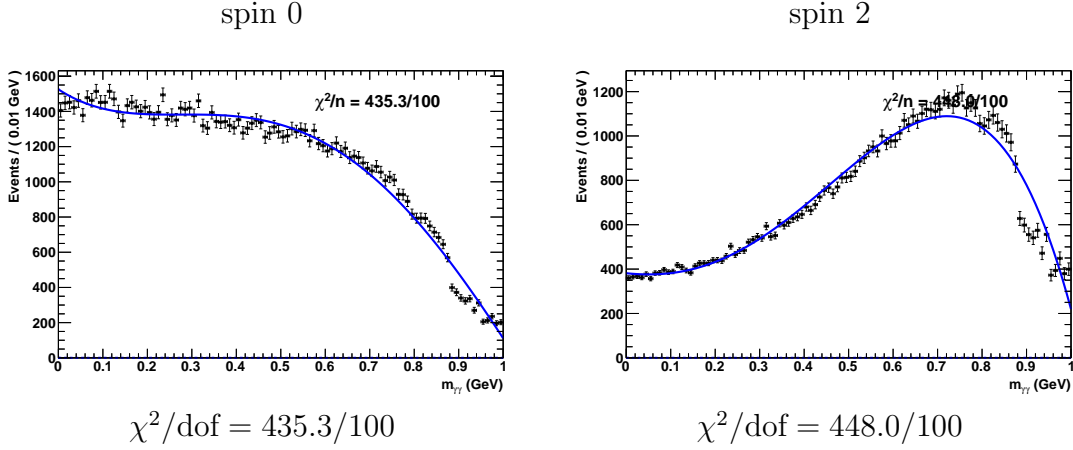 spin 0
spin 2
Events / ( 0.01 GeV )
1600
1400
1200
1000
800
600
400
200
0
χ²/n = 435.3/100
0 0.1 0.2 0.3 0.4 0.5 0.6 0.7 0.8 0.9 1
m_γγ (GeV)
Events / ( 0.01 GeV )
1200
1000
800
600
400
200
0
χ²/n = 448.0/100
0 0.1 0.2 0.3 0.4 0.5 0.6 0.7 0.8 0.9 1
m_γγ (GeV)
χ²/dof = 435.3/100
χ²/dof = 448.0/100